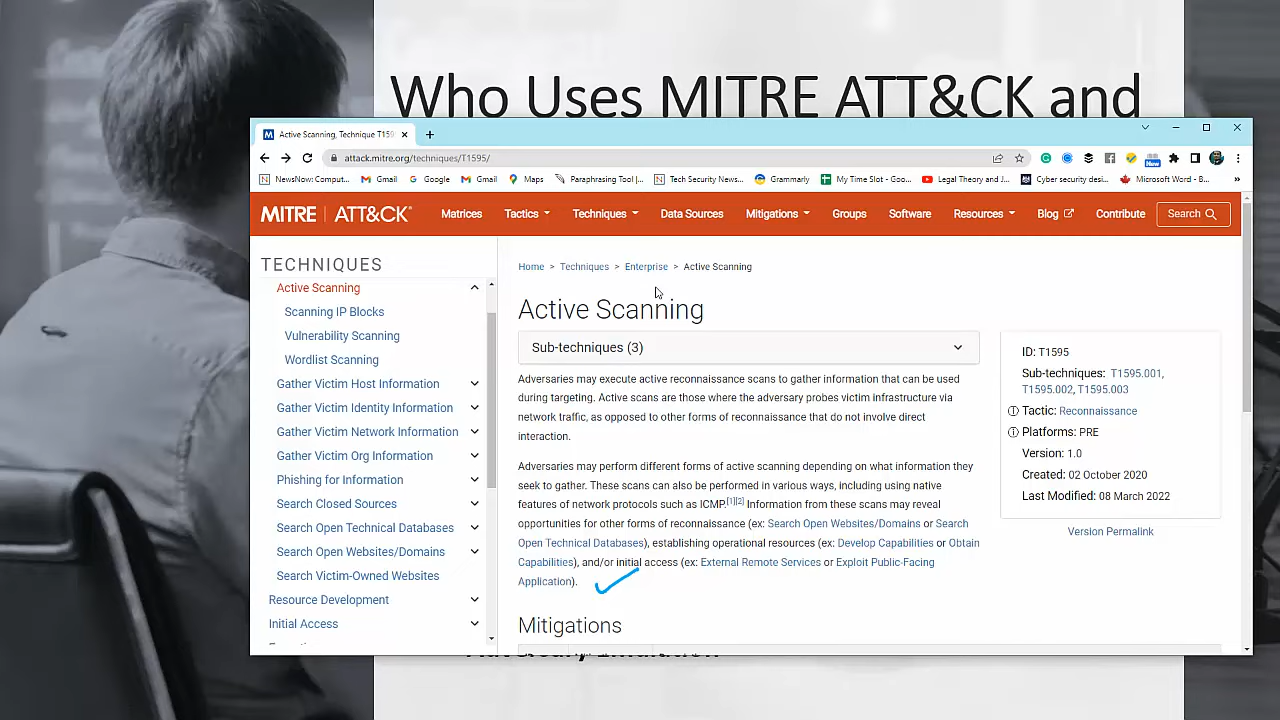 Who Uses MITRE ATT&CK and
Active Scanning, Technique T159
attack.mitre.org/techniques/T1595/
NewsNow: Comput... Gmail Google Gmail Maps Paraphrasing Tool |... Tech Security News... Grammarly My Time Slot - Goo... Legal Theory and J... Cyber security desi... Microsoft Word - B... »
New
MITRE | ATT&CK® Matrices Tactics Techniques Data Sources Mitigations Groups Software Resources Blog Contribute Search
TECHNIQUES
Active Scanning
Scanning IP Blocks
Vulnerability Scanning
Wordlist Scanning
Gather Victim Host Information
Gather Victim Identity Information
Gather Victim Network Information
Gather Victim Org Information
Phishing for Information
Search Closed Sources
Search Open Technical Databases
Search Open Websites/Domains
Search Victim-Owned Websites
Resource Development
Initial Access
Home > Techniques > Enterprise > Active Scanning
Active Scanning
Sub-techniques (3)
Adversaries may execute active reconnaissance scans to gather information that can be used
during targeting. Active scans are those where the adversary probes victim infrastructure via
network traffic, as opposed to other forms of reconnaissance that do not involve direct
interaction.
Adversaries may perform different forms of active scanning depending on what information they
seek to gather. These scans can also be performed in various ways, including using native
features of network protocols such as ICMP.[1][2] Information from these scans may reveal
opportunities for other forms of reconnaissance (ex: Search Open Websites/Domains or Search
Open Technical Databases), establishing operational resources (ex: Develop Capabilities or Obtain
Capabilities), and/or initial access (ex: External Remote Services or Exploit Public-Facing
Application).
Mitigations
ID: T1595
Sub-techniques: T1595.001,
T1595.002, T1595.003
Tactic: Reconnaissance
Platforms: PRE
Version: 1.0
Created: 02 October 2020
Last Modified: 08 March 2022
Version Permalink